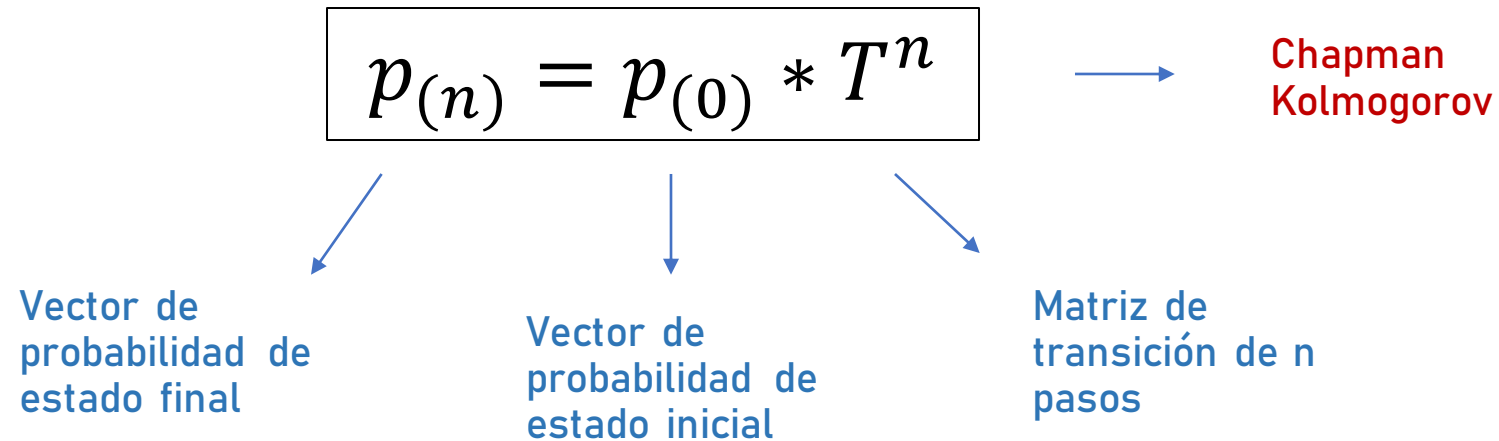 p₍ₙ₎ = p₍₀₎ * Tⁿ
Chapman
Kolmogorov
Vector de
probabilidad de
estado final
Vector de
probabilidad de
estado inicial
Matriz de
transición de n
pasos